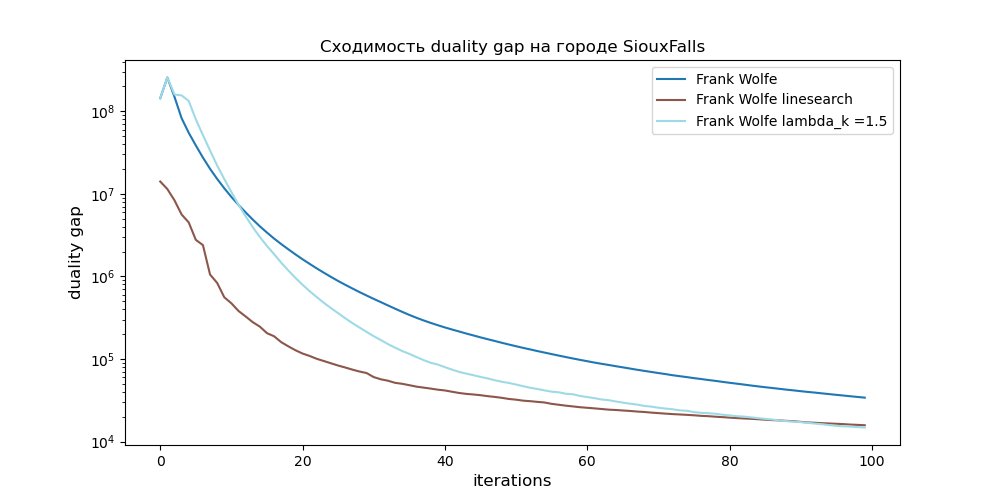 Сходимость duality gap на городе SiouxFalls
Frank Wolfe
Frank Wolfe linesearch
Frank Wolfe lambda_k =1.5
duality gap
10^8
10^7
10^6
10^5
10^4
0 20 40 60 80 100
iterations